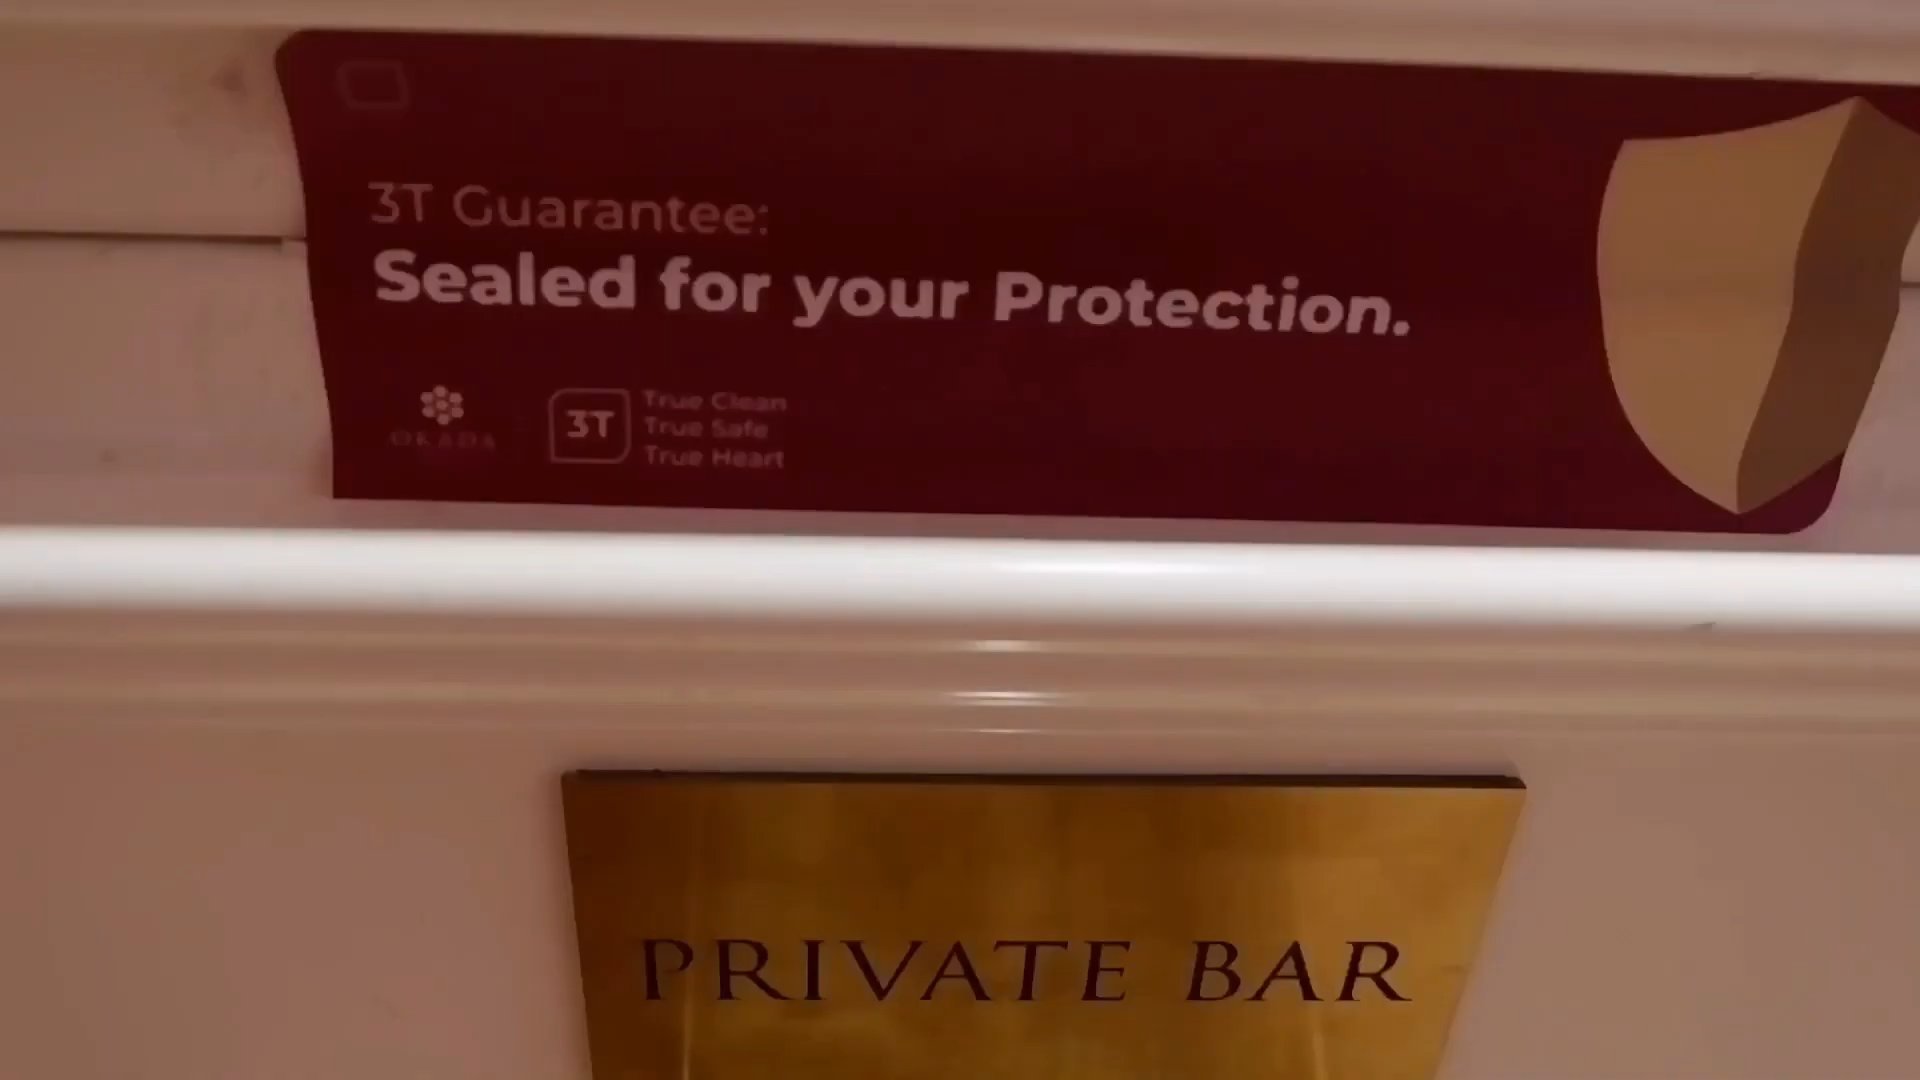 3T Guarantee:
Sealed for your Protection.
OKADA
3T
True Clean
True Safe
True Heart
PRIVATE BAR